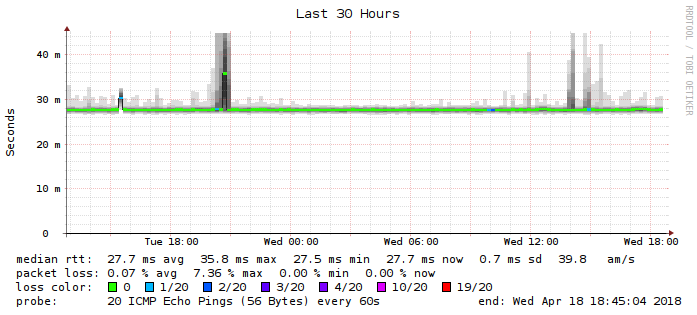 Last 30 Hours
RRDTOOL / TOBI OETIKER
Seconds
40 m
30 m
20 m
10 m
0
Tue 18:00 Wed 00:00 Wed 06:00 Wed 12:00 Wed 18:00
median rtt: 27.7 ms avg 35.8 ms max 27.5 ms min 27.7 ms now 0.7 ms sd 39.8 am/s
packet loss: 0.07 % avg 7.36 % max 0.00 % min 0.00 % now
loss color: 0 1/20 2/20 3/20 4/20 10/20 19/20
probe: 20 ICMP Echo Pings (56 Bytes) every 60s end: Wed Apr 18 18:45:04 2018